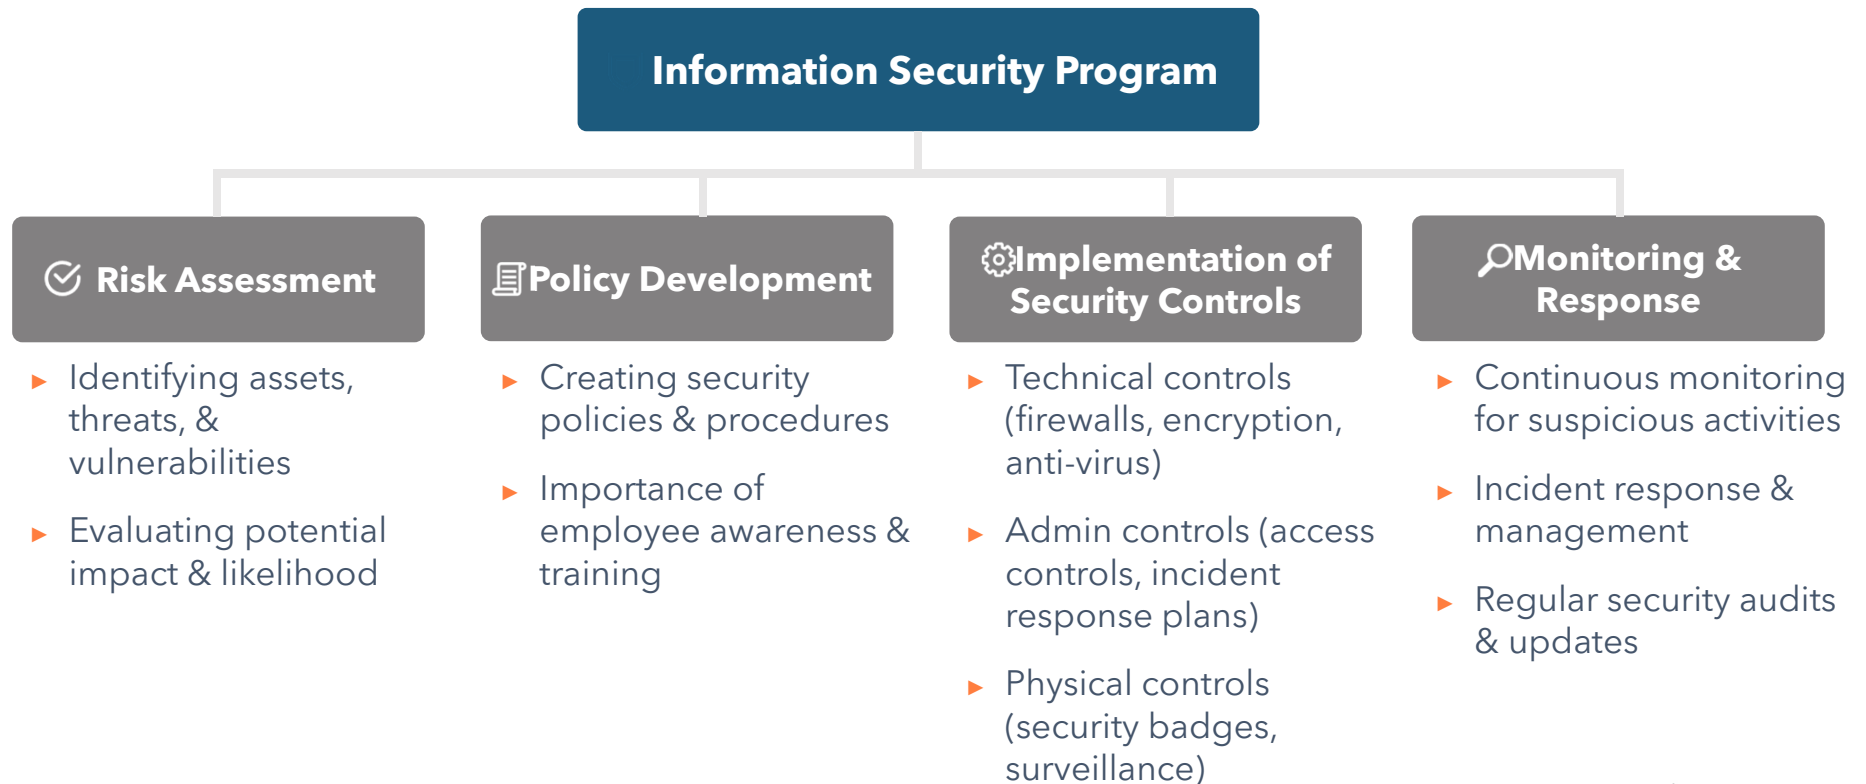 Information Security Program
Risk Assessment
Identifying assets,
threats, &
vulnerabilities
Evaluating potential
impact & likelihood
Policy Development
Creating security
policies & procedures
Importance of
employee awareness &
training
Implementation of
Security Controls
Technical controls
(firewalls, encryption,
anti-virus)
Admin controls (access
controls, incident
response plans)
Physical controls
(security badges,
surveillance)
Monitoring &
Response
Continuous monitoring
for suspicious activities
Incident response &
management
Regular security audits
& updates